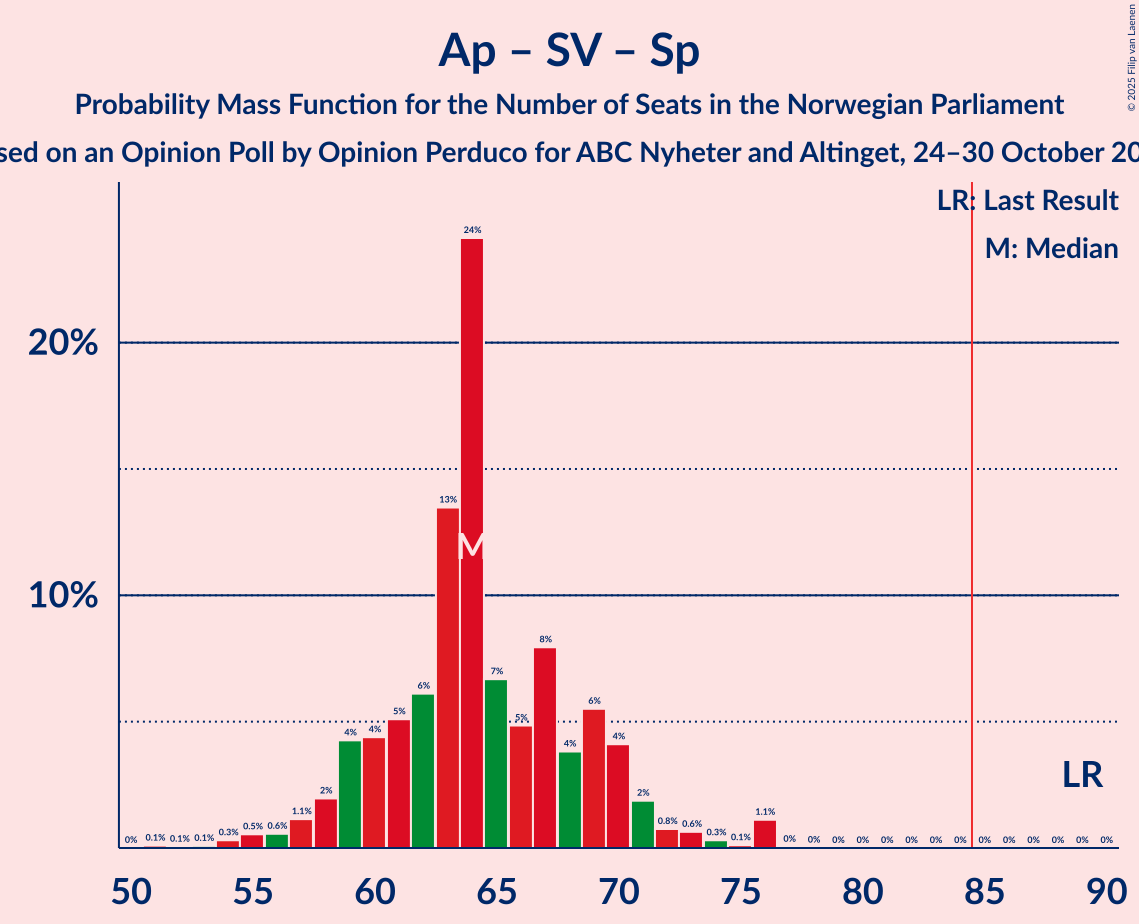 Ap – SV – Sp
Probability Mass Function for the Number of Seats in the Norwegian Parliament
sed on an Opinion Poll by Opinion Perduco for ABC Nyheter and Altinget, 24–30 October 20
© 2025 Filip van Laenen
LR: Last Result
M: Median
20%
10%
0% 0.1% 0.1% 0.1% 0.3% 0.5% 0.6% 1.1% 2% 4% 4% 5% 6% 13% 24% 7% 5% 8% 4% 6% 4% 2% 0.8% 0.6% 0.3% 0.1% 1.1% 0% 0% 0% 0% 0% 0% 0% 0% 0% 0% 0% 0% 0% 0%
M
LR
50 55 60 65 70 75 80 85 90